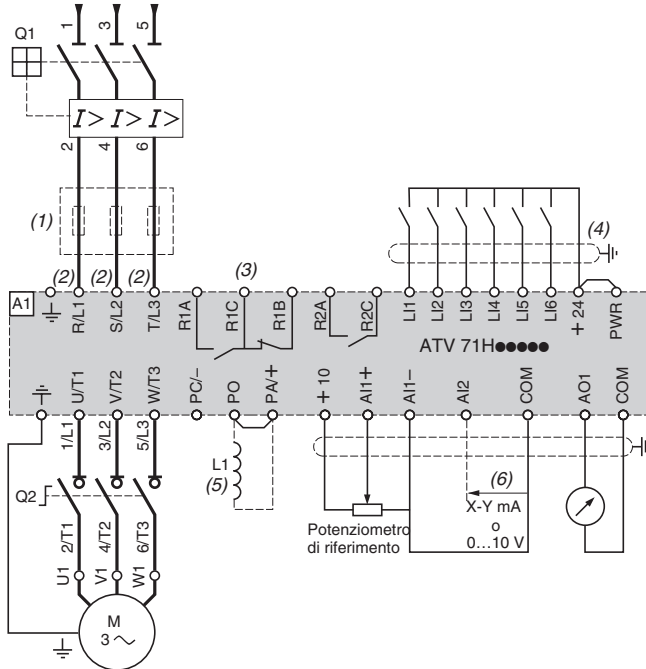 1 3 5
Q1
I> I> I>
2 4 6
(1)
(2) (2) (2) (3) (4)
A1
R/L1 S/L2 T/L3 R1A R1C R1B R2A R2C LI1 LI2 LI3 LI4 LI5 LI6 + 24 PWR
ATV 71H●●●●●
U/T1 V/T2 W/T3 PC/- PO PA/+ + 10 AI1+ AI1- AI2 COM AO1 COM
1/L1 3/L2 5/L3
L1
(5)
(6)
Q2
X-Y mA
o
0...10 V
Potenziometro
di riferimento
2/T1 4/T2 6/T3
U1 V1 W1
M
3 ~